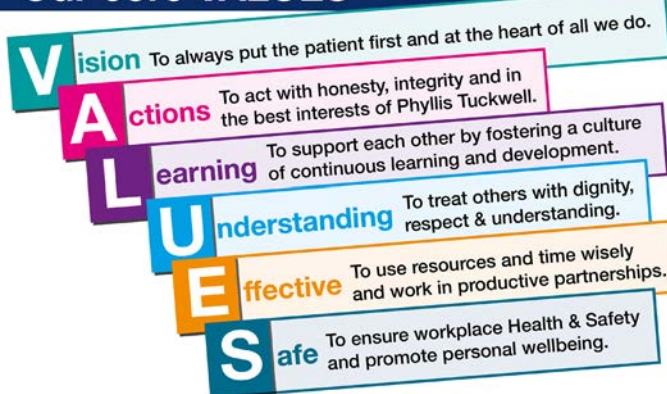 Vision To always put the patient first and at the heart of all we do.
Actions To act with honesty, integrity and in
the best interests of Phyllis Tuckwell.
Learning To support each other by fostering a culture
of continuous learning and development.
Understanding To treat others with dignity,
respect & understanding.
Effective To use resources and time wisely
and work in productive partnerships.
Safe To ensure workplace Health & Safety
and promote personal wellbeing.